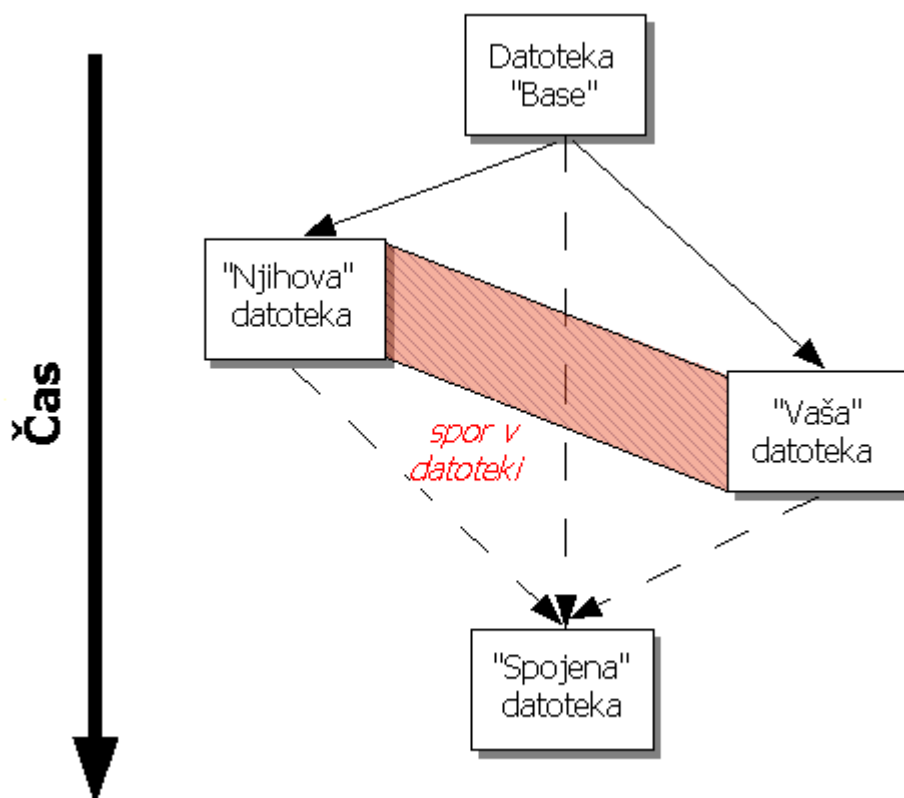 Datoteka
"Base"
"Njihova"
datoteka
Čas
spor v
datoteki
"Vaša"
datoteka
"Spojena"
datoteka